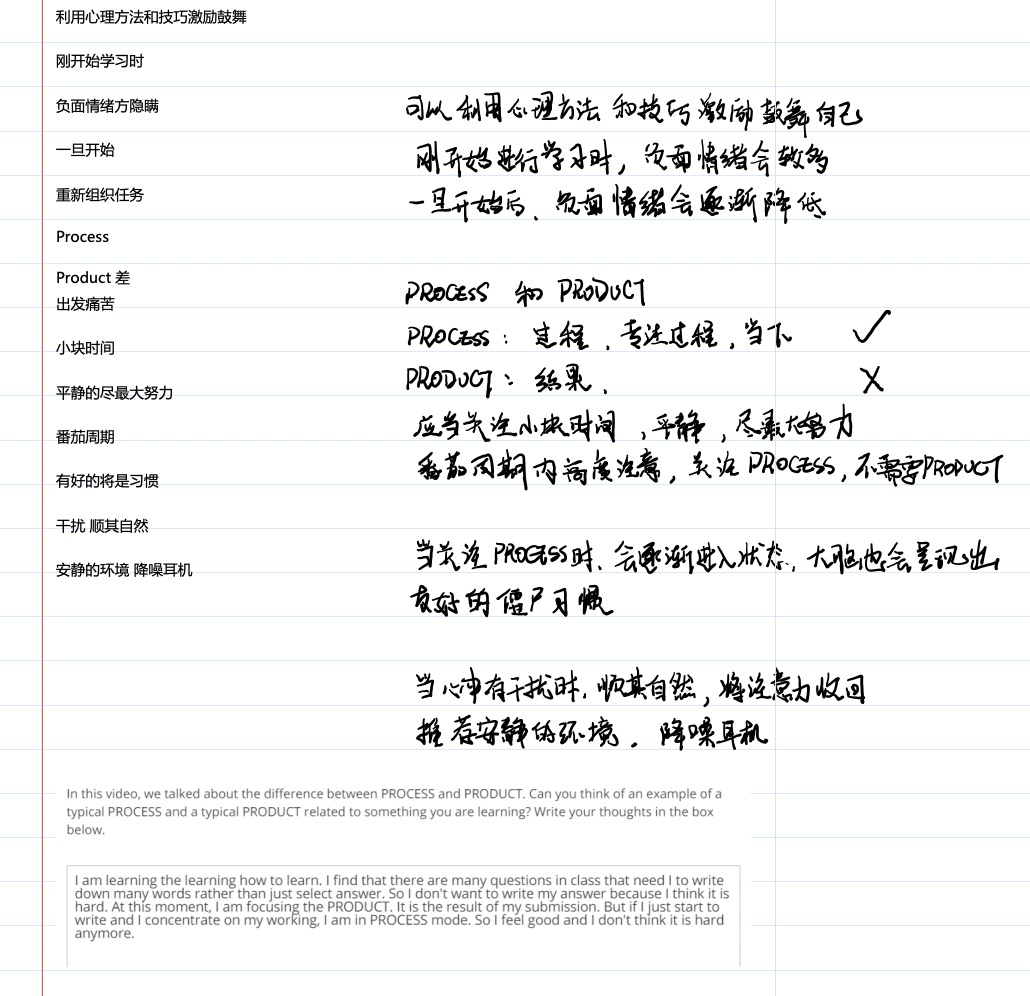 利用心理方法和技巧激励鼓舞
刚开始学习时
负面情绪方隐瞒
一旦开始
重新组织任务
Process
Product 差
出发痛苦
小块时间
平静的尽最大努力
番茄周期
有好的将是习惯
干扰 顺其自然
安静的环境 降噪耳机
可以利用心理方法和技巧激励鼓舞自己
刚开始进行学习时，负面情绪会较多
一旦开始后、负面情绪会逐渐降低
PROCESS 和 PRODUCT
PROCESS：过程，专注过程，当下 ✓
PRODUCT：结果. X
应当关注小块时间，平静，尽最大努力
番茄周期内高度注意，关注PROCESS，不需要PRODUCT
当关注PROCESS时，会逐渐进入状态，大脑也会呈现出
友好的僵尸习惯
当心中有干扰时，顺其自然，将注意力收回
推荐安静的环境．降噪耳机
In this video, we talked about the difference between PROCESS and PRODUCT. Can you think of an example of a
typical PROCESS and a typical PRODUCT related to something you are learning? Write your thoughts in the box
below.
I am learning the learning how to learn. I find that there are many questions in class that need I to write
down many words rather than just select answer. So I don't want to write my answer because I think it is
hard. At this moment, I am focusing the PRODUCT. It is the result of my submission. But if I just start to
write and I concentrate on my working, I am in PROCESS mode. So I feel good and I don't think it is hard
anymore.